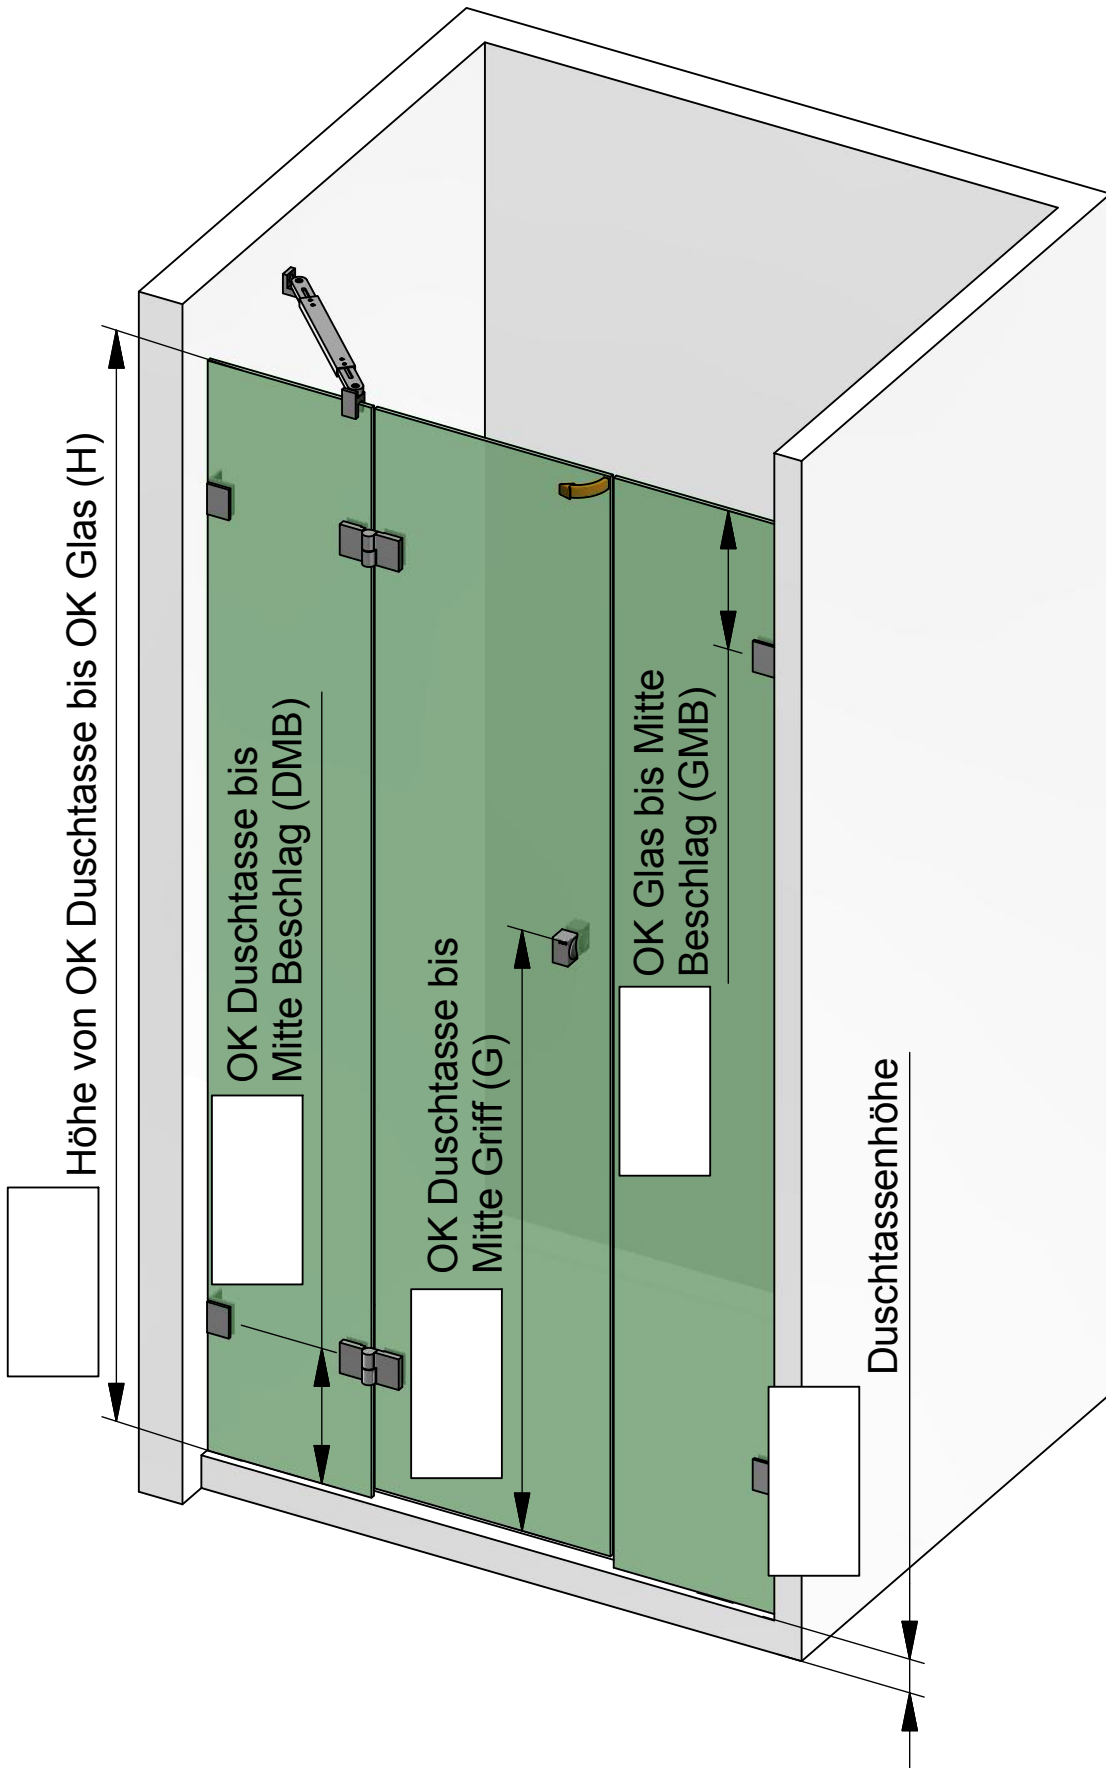 Höhe von OK Duschtasse bis OK Glas (H)
OK Duschtasse bis
Mitte Beschlag (DMB)
OK Duschtasse bis
Mitte Griff (G)
OK Glas bis Mitte
Beschlag (GMB)
Duschtassenhöhe